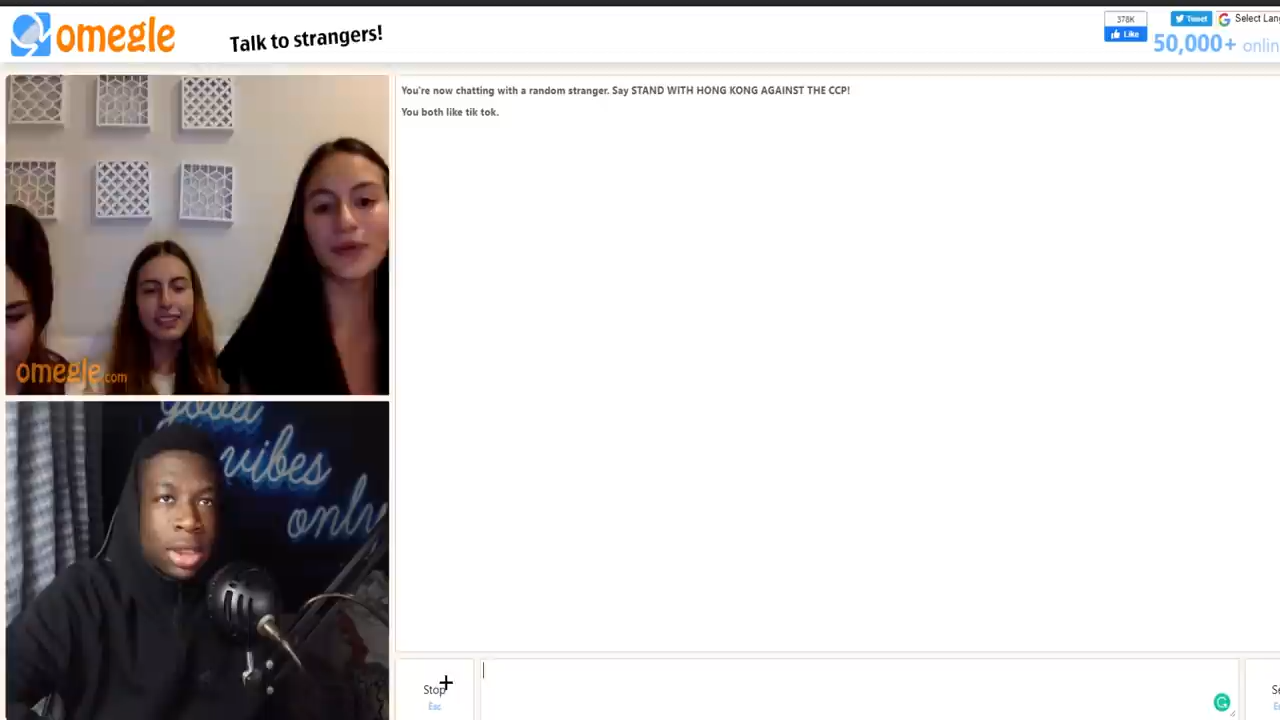 omegle
Talk to strangers!
378K
Like
Tweet
Select Lang
50,000+ onlin
You're now chatting with a random stranger. Say STAND WITH HONG KONG AGAINST THE CCP!
You both like tik tok.
omegle.com
good
vibes
only
Stop
Esc
Se